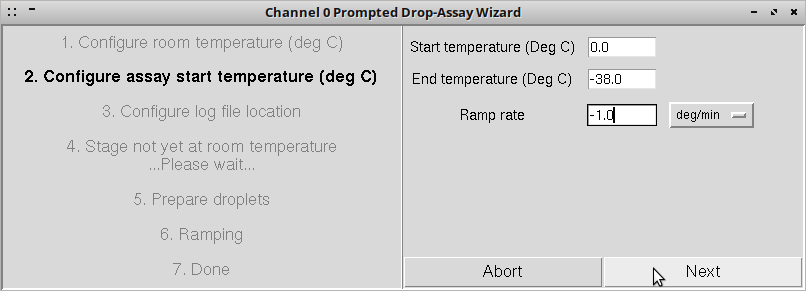 Channel 0 Prompted Drop-Assay Wizard
1. Configure room temperature (deg C)
2. Configure assay start temperature (deg C)
3. Configure log file location
4. Stage not yet at room temperature
...Please wait...
5. Prepare droplets
6. Ramping
7. Done
Start temperature (Deg C) 0.0
End temperature (Deg C) -38.0
Ramp rate -1.0 deg/min
Abort Next